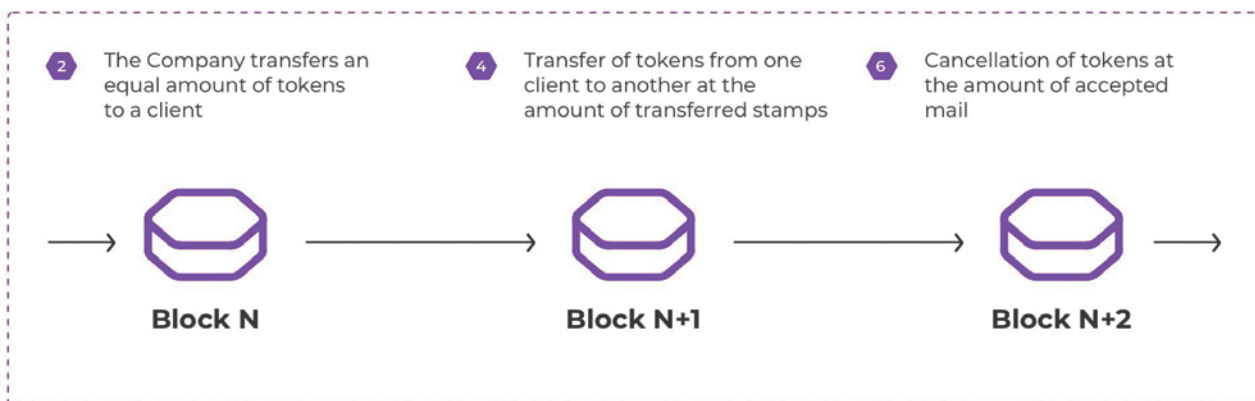 2
The Company transfers an
equal amount of tokens
to a client
4
Transfer of tokens from one
client to another at the
amount of transferred stamps
6
Cancellation of tokens at
the amount of accepted
mail
Block N
Block N+1
Block N+2